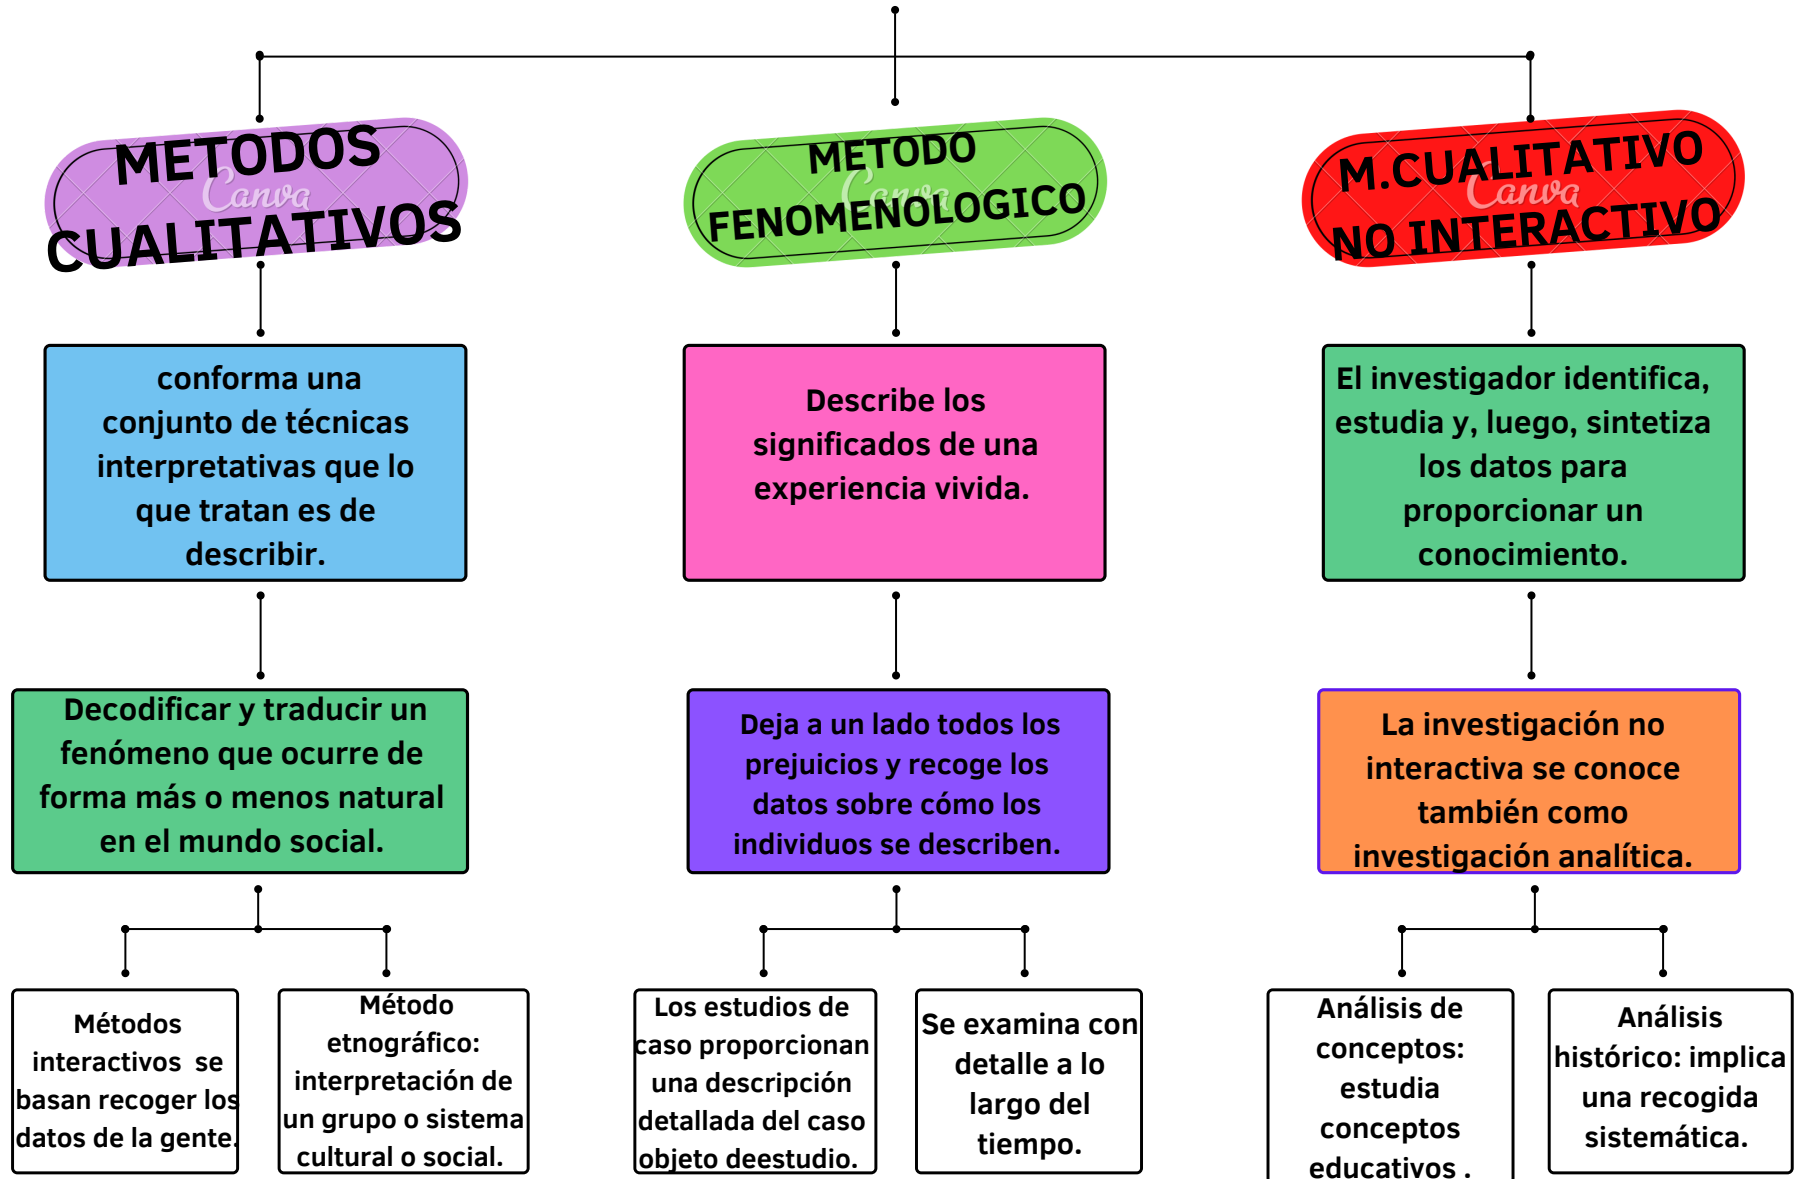 METODOS
CUALITATIVOS
Canva
conforma una
conjunto de técnicas
interpretativas que lo
que tratan es de
describir.
Decodificar y traducir un
fenómeno que ocurre de
forma más o menos natural
en el mundo social.
Métodos
interactivos se
basan recoger los
datos de la gente.
Método
etnográfico:
interpretación de
un grupo o sistema
cultural o social.
METODO
FENOMENOLOGICO
Canva
Describe los
significados de una
experiencia vivida.
Deja a un lado todos los
prejuicios y recoge los
datos sobre cómo los
individuos se describen.
Los estudios de
caso proporcionan
una descripción
detallada del caso
objeto deestudio.
Se examina con
detalle a lo
largo del
tiempo.
M.CUALITATIVO
NO INTERACTIVO
Canva
El investigador identifica,
estudia y, luego, sintetiza
los datos para
proporcionar un
conocimiento.
La investigación no
interactiva se conoce
también como
investigación analítica.
Análisis de
conceptos:
estudia
conceptos
educativos .
Análisis
histórico: implica
una recogida
sistemática.